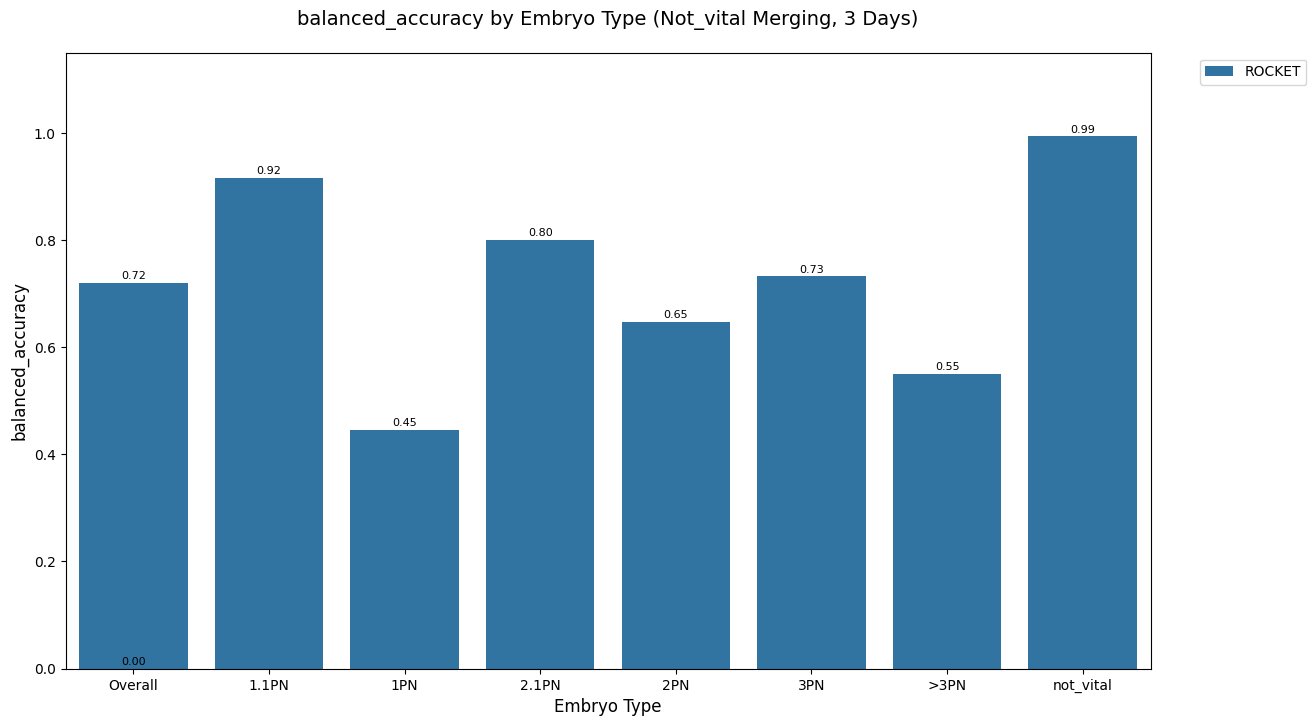 balanced_accuracy by Embryo Type (Not_vital Merging, 3 Days)
ROCKET
balanced_accuracy
1.0
0.8
0.6
0.4
0.2
0.0
0.72
0.00
0.92
0.45
0.80
0.65
0.73
0.55
0.99
Overall
1.1PN
1PN
2.1PN
2PN
3PN
>3PN
not_vital
Embryo Type